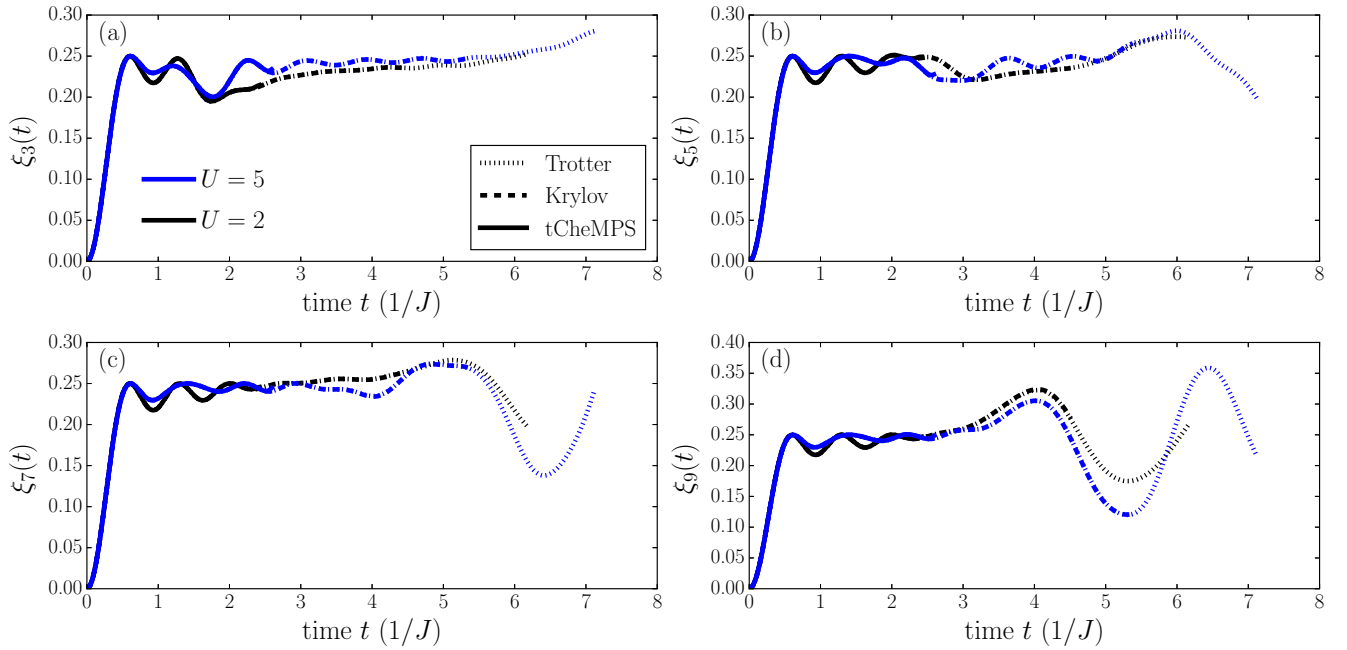 (a)
0.30
0.25
0.20
0.15
0.10
0.05
0.00
ξ₃(t)
U = 5
U = 2
Trotter
Krylov
tCheMPS
0 1 2 3 4 5 6 7 8
time t (1/J)
(b)
0.30
0.25
0.20
0.15
0.10
0.05
0.00
ξ₅(t)
0 1 2 3 4 5 6 7 8
time t (1/J)
(c)
0.30
0.25
0.20
0.15
0.10
0.05
0.00
ξ₇(t)
0 1 2 3 4 5 6 7 8
time t (1/J)
(d)
0.40
0.35
0.30
0.25
0.20
0.15
0.10
0.05
0.00
ξ₉(t)
0 1 2 3 4 5 6 7 8
time t (1/J)